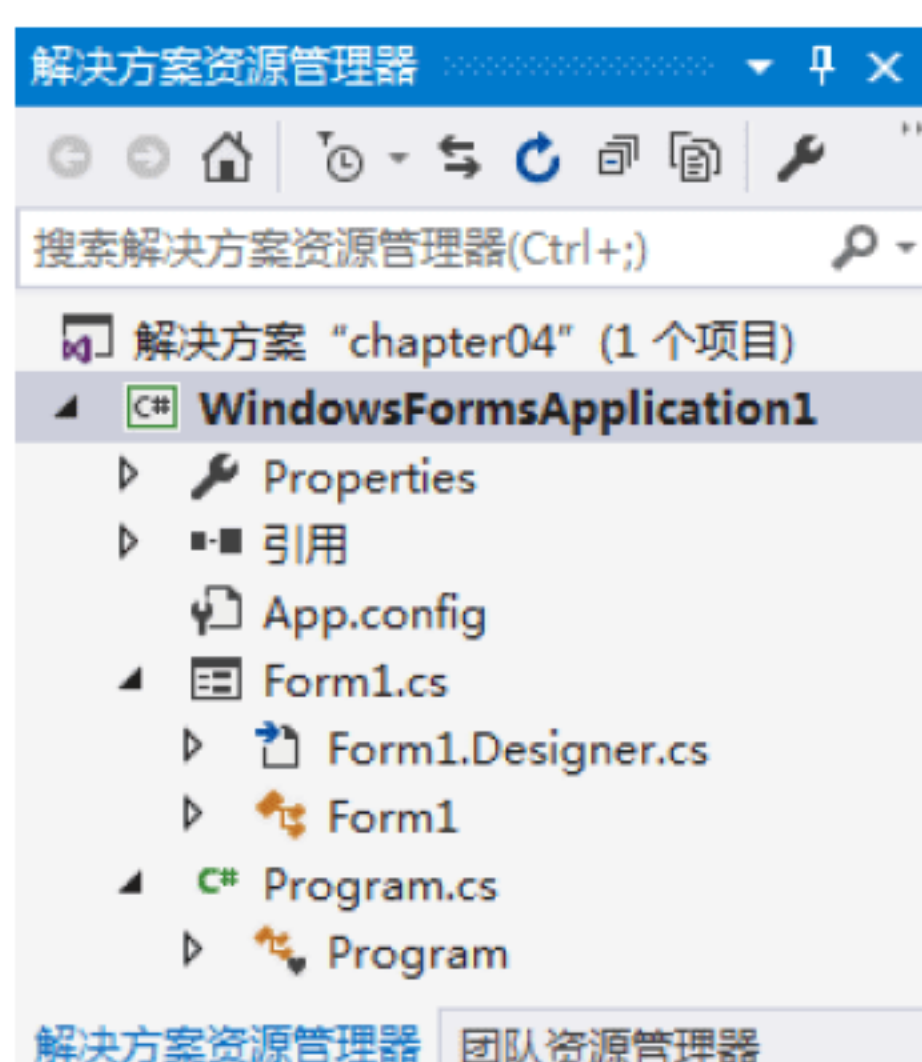 解决方案资源管理器
搜索解决方案资源管理器(Ctrl+;)
解决方案 “chapter04” (1 个项目)
C# WindowsFormsApplication1
Properties
引用
App.config
Form1.cs
Form1.Designer.cs
Form1
C# Program.cs
Program
解决方案资源管理器 团队资源管理器